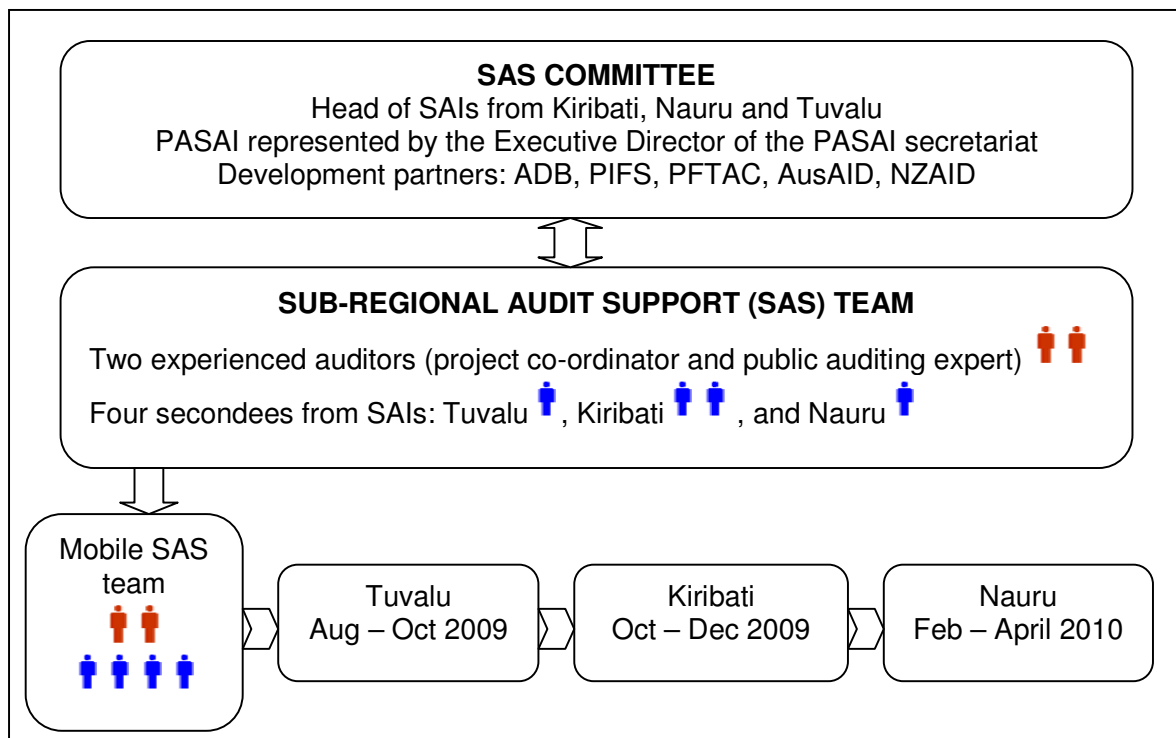 SAS COMMITTEE
Head of SAIs from Kiribati, Nauru and Tuvalu
PASAI represented by the Executive Director of the PASAI secretariat
Development partners: ADB, PIFS, PFTAC, AusAID, NZAID
SUB-REGIONAL AUDIT SUPPORT (SAS) TEAM
Two experienced auditors (project co-ordinator and public auditing expert)
Four secondees from SAIs: Tuvalu , Kiribati , and Nauru
Mobile SAS
team
Tuvalu
Aug – Oct 2009
Kiribati
Oct – Dec 2009
Nauru
Feb – April 2010